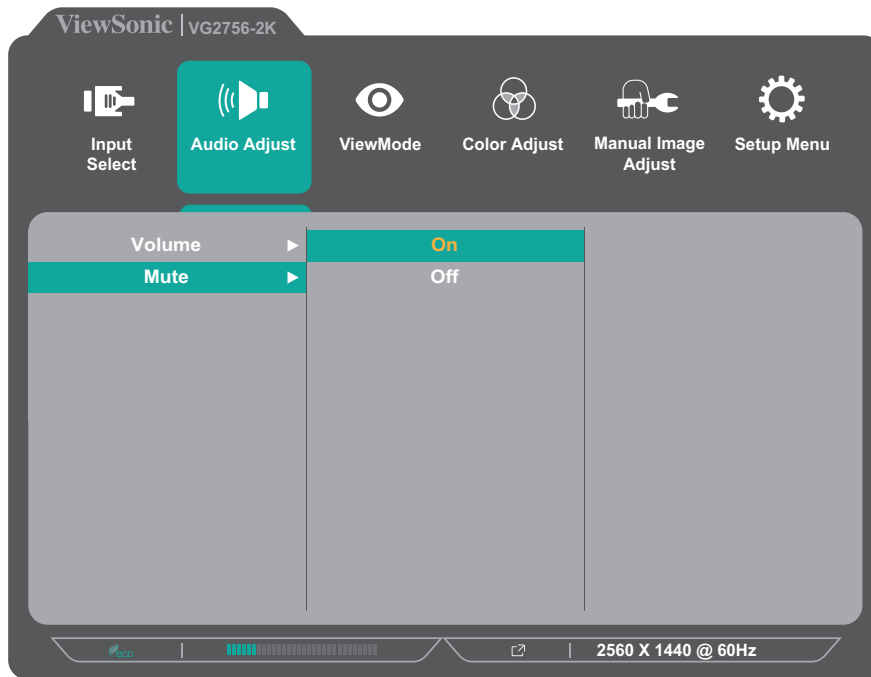 ViewSonic | VG2756-2K
Input Select
Audio Adjust
ViewMode
Color Adjust
Manual Image Adjust
Setup Menu
Volume
On
Mute
Off
eco
2560 X 1440 @ 60Hz